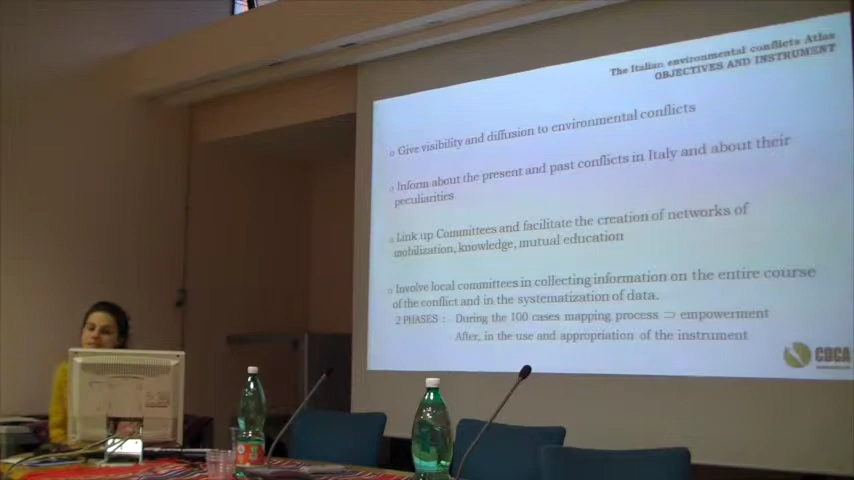 The Italian environmental conflicts Atlas
OBJECTIVES AND INSTRUMENT
Give visibility and diffusion to environmental conflicts
Inform about the present and past conflicts in Italy and about their
peculiarities
Link up Committees and facilitate the creation of networks of
mobilization, knowledge, mutual education
Involve local committees in collecting information on the entire course
of the conflict and in the systematization of data.
2 PHASES : During the 100 cases mapping process ⊃ empowerment
After, in the use and appropriation of the instrument
CDCA